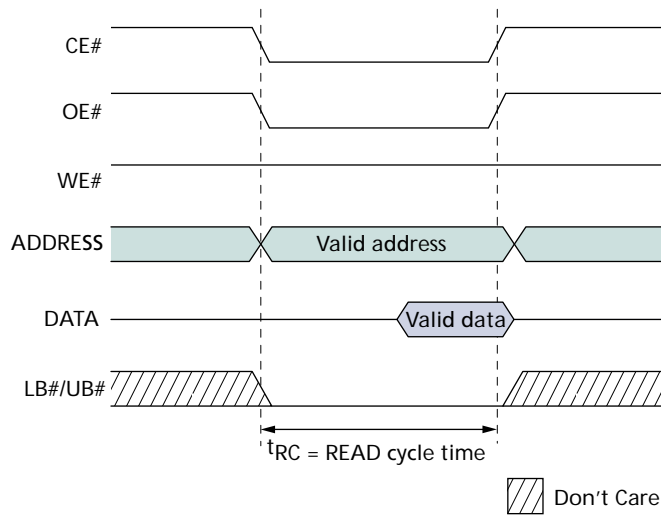 CE#
OE#
WE#
ADDRESS
Valid address
DATA
Valid data
LB#/UB#
tRC = READ cycle time
Don't Care